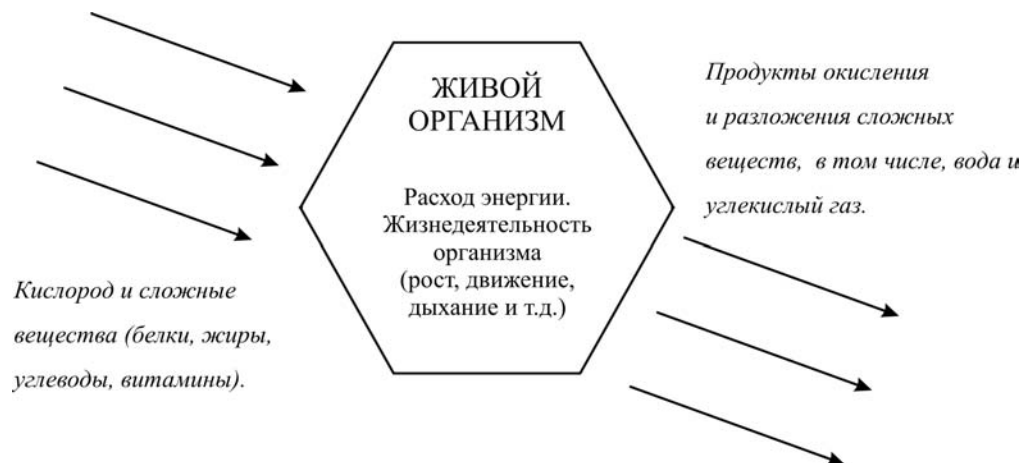 ЖИВОЙ
ОРГАНИЗМ
Расход энергии.
Жизнедеятельность
организма
(рост, движение,
дыхание и т.д.)
Кислород и сложные
вещества (белки, жиры,
углеводы, витамины).
Продукты окисления
и разложения сложных
веществ, в том числе, вода и
углекислый газ.